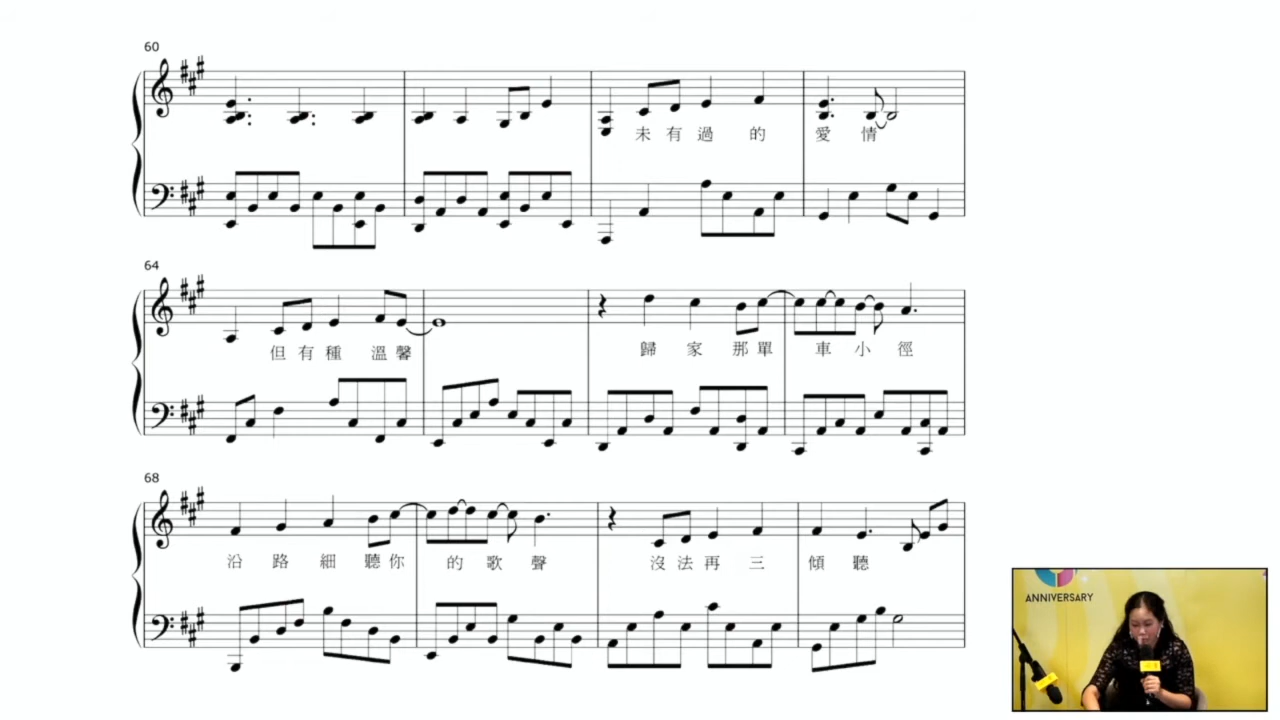 60
未有過的愛情
64
但有種溫馨
歸家那單車小徑
68
沿路細聽你的歌聲
沒法再三傾聽
ANNIVERSARY